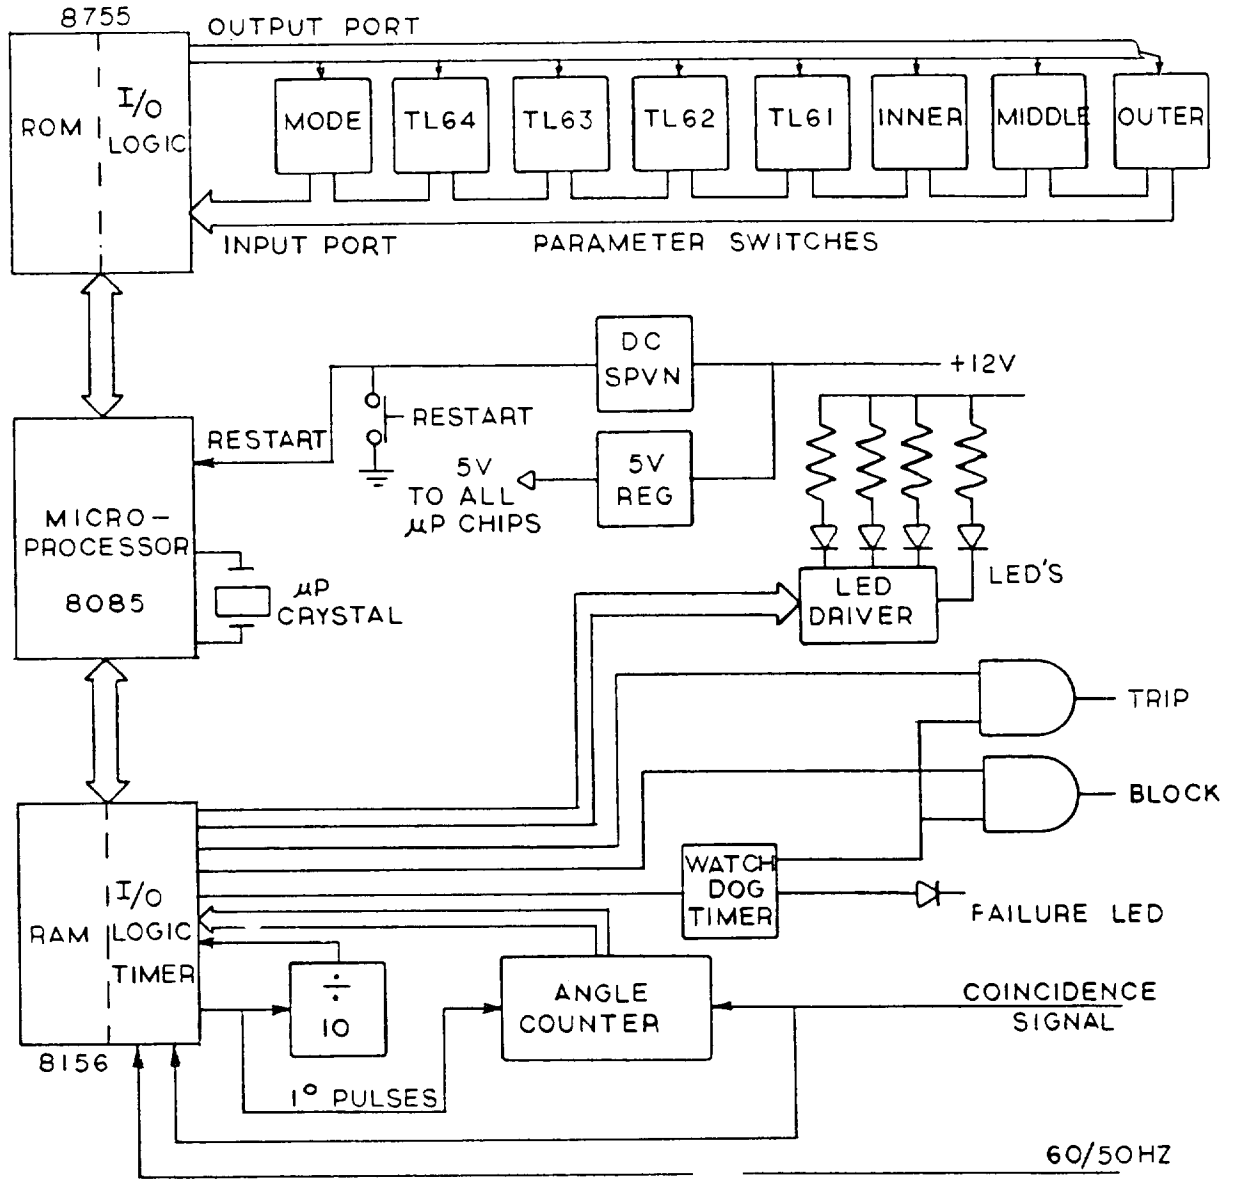 8755
OUTPUT PORT
ROM
I/O
LOGIC
MODE
TL64
TL63
TL62
TL61
INNER
MIDDLE
OUTER
INPUT PORT
PARAMETER SWITCHES
DC
SPVN
+12V
RESTART
RESTART
5V
TO ALL
µP CHIPS
5V
REG
MICRO-
PROCESSOR
8085
µP
CRYSTAL
LED
DRIVER
LED'S
TRIP
BLOCK
WATCH
DOG
TIMER
FAILURE LED
RAM
I/O
LOGIC
TIMER
8156
÷
10
ANGLE
COUNTER
COINCIDENCE
SIGNAL
1° PULSES
60/50HZ